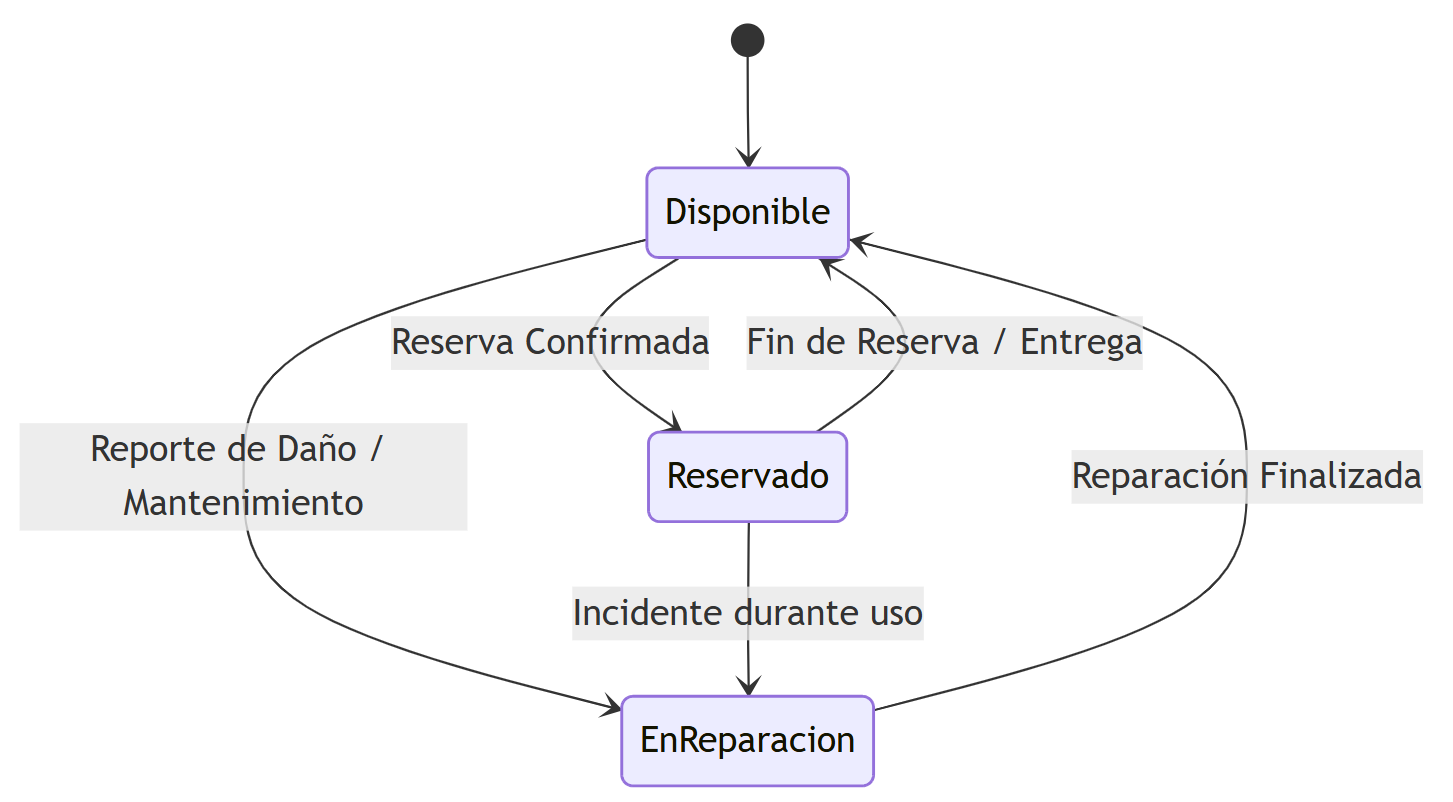 Disponible
Reserva Confirmada
Fin de Reserva / Entrega
Reporte de Daño /
Mantenimiento
Reservado
Reparación Finalizada
Incidente durante uso
EnReparacion